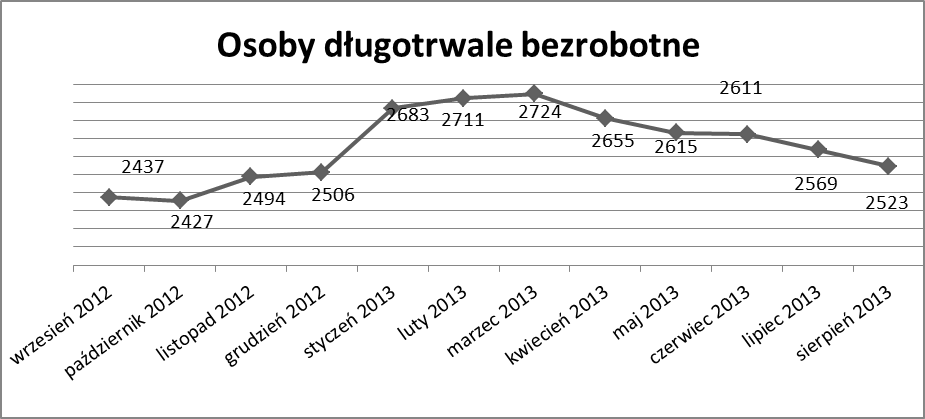 Osoby długotrwale bezrobotne
2437
2427
2494
2506
2683
2711
2724
2655
2615
2611
2569
2523
wrzesień 2012
październik 2012
listopad 2012
grudzień 2012
styczeń 2013
luty 2013
marzec 2013
kwiecień 2013
maj 2013
czerwiec 2013
lipiec 2013
sierpień 2013